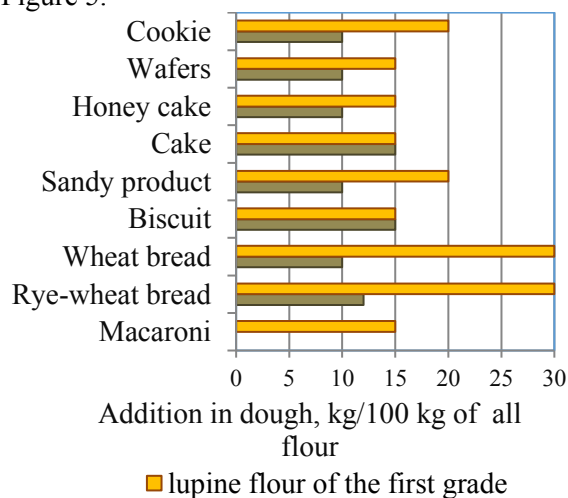 Figure 5.
Cookie
Wafers
Honey cake
Cake
Sandy product
Biscuit
Wheat bread
Rye-wheat bread
Macaroni
0 5 10 15 20 25 30
Addition in dough, kg/100 kg of all
flour
lupine flour of the first grade